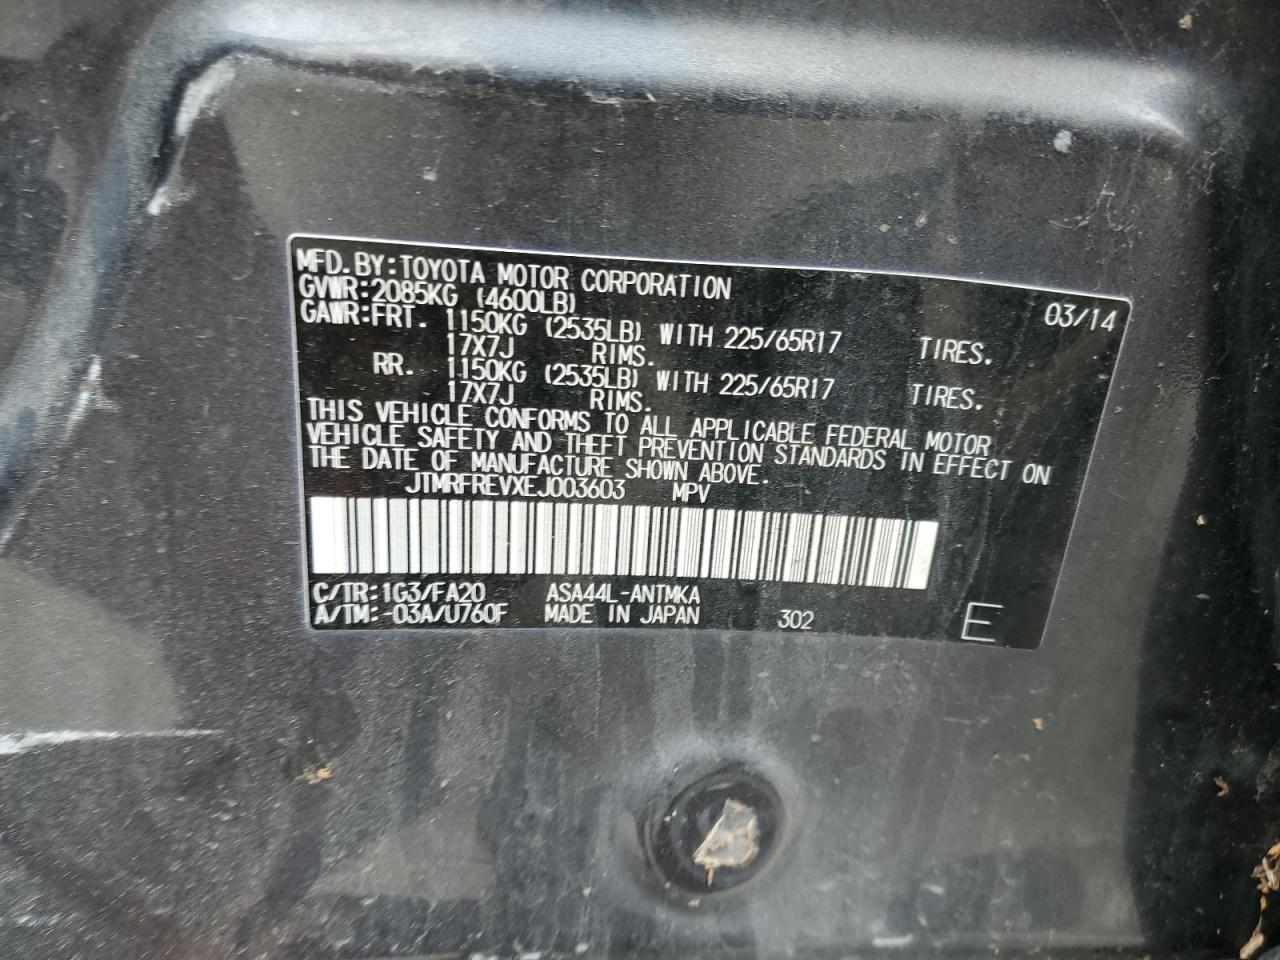 MFD.BY:TOYOTA MOTOR CORPORATION 03/14
GVWR:2085KG (4600LB)
GAWR:FRT. 1150KG (2535LB) WITH 225/65R17 TIRES.
17X7J RIMS.
RR. 1150KG (2535LB) WITH 225/65R17 TIRES.
17X7J RIMS.
THIS VEHICLE CONFORMS TO ALL APPLICABLE FEDERAL MOTOR
VEHICLE SAFETY AND THEFT PREVENTION STANDARDS IN EFFECT ON
THE DATE OF MANUFACTURE SHOWN ABOVE.
JTMRFREVXEJ003603 MPV
C/TR:1G3/FA20 ASA44L-ANTMKA
A/TM:-03A/U760F MADE IN JAPAN 302 E